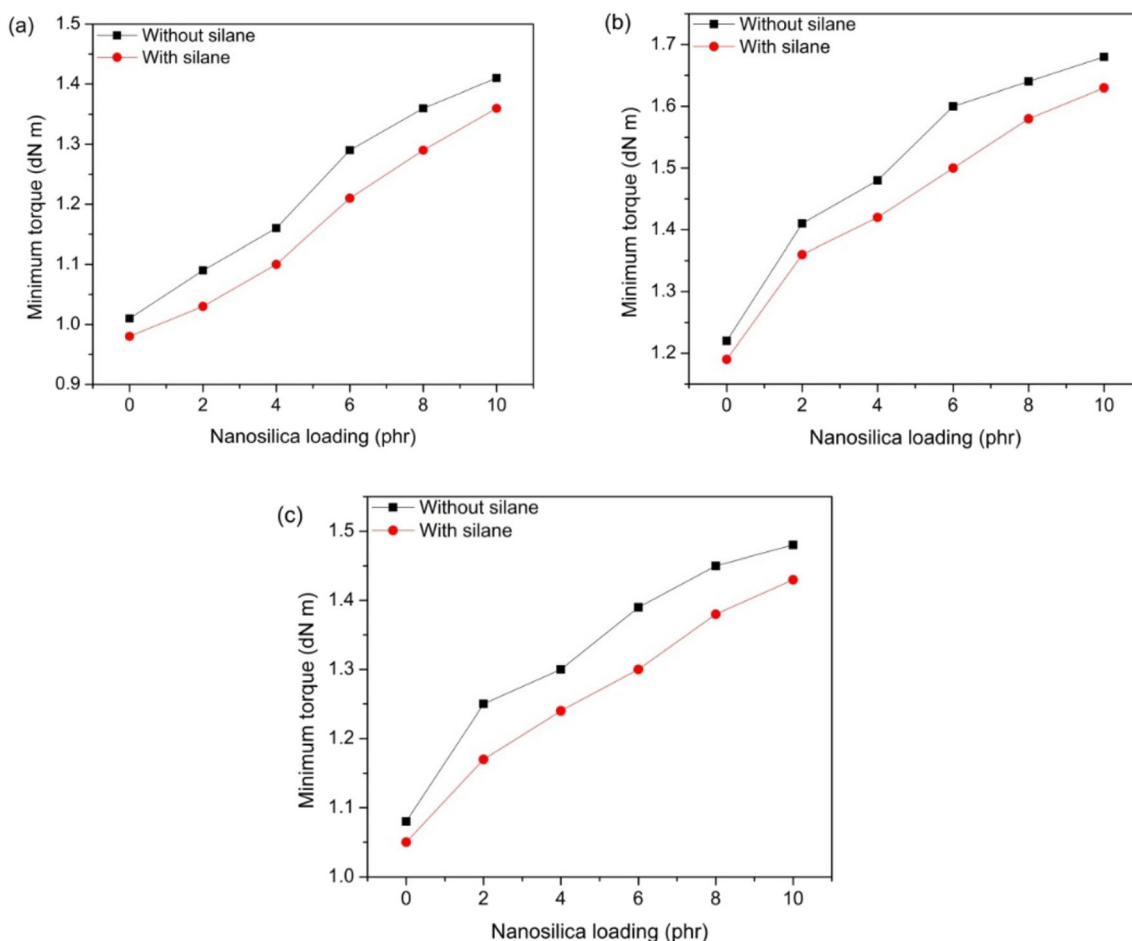 (a)
Without silane
With silane
1.5
1.4
1.3
1.2
1.1
1.0
0.9
Minimum torque (dN m)
0 2 4 6 8 10
Nanosilica loading (phr)
(b)
Without silane
With silane
1.7
1.6
1.5
1.4
1.3
1.2
Minimum torque (dN m)
0 2 4 6 8 10
Nanosilica loading (phr)
(c)
Without silane
With silane
1.5
1.4
1.3
1.2
1.1
1.0
Minimum torque (dN m)
0 2 4 6 8 10
Nanosilica loading (phr)